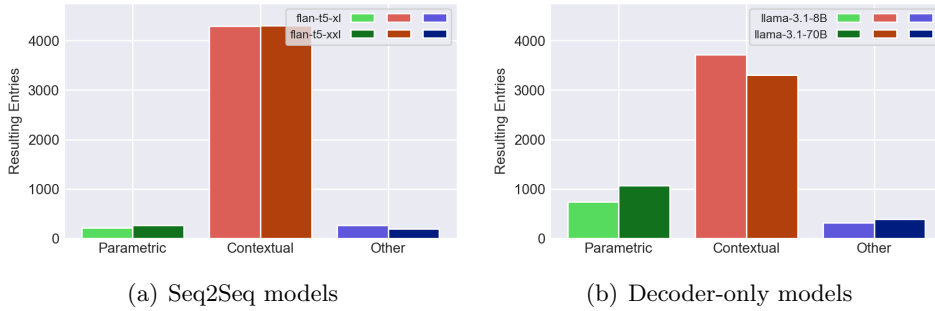 flan-t5-xl
flan-t5-xxl
Resulting Entries
4000
3000
2000
1000
0
Parametric Contextual Other
(a) Seq2Seq models
llama-3.1-8B
llama-3.1-70B
Resulting Entries
4000
3000
2000
1000
0
Parametric Contextual Other
(b) Decoder-only models